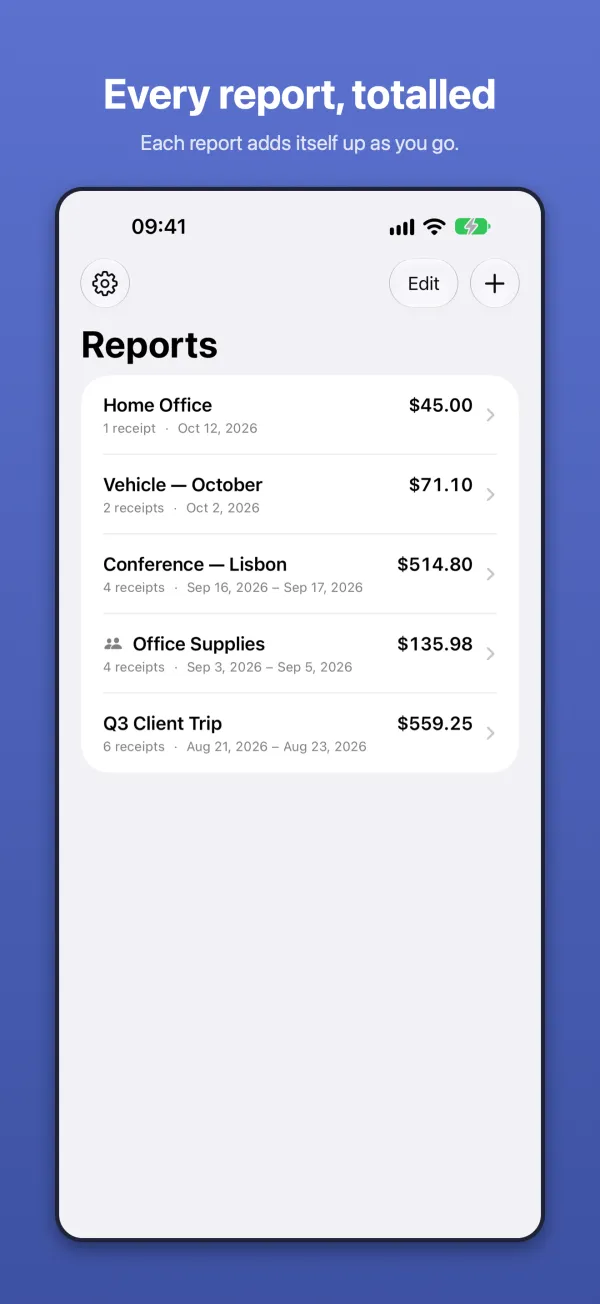 Every report, totalled
Each report adds itself up as you go.
09:41
Edit
Reports
Home Office $45.00
1 receipt · Oct 12, 2026
Vehicle — October $71.10
2 receipts · Oct 2, 2026
Conference — Lisbon $514.80
4 receipts · Sep 16, 2026 – Sep 17, 2026
Office Supplies $135.98
4 receipts · Sep 3, 2026 – Sep 5, 2026
Q3 Client Trip $559.25
6 receipts · Aug 21, 2026 – Aug 23, 2026